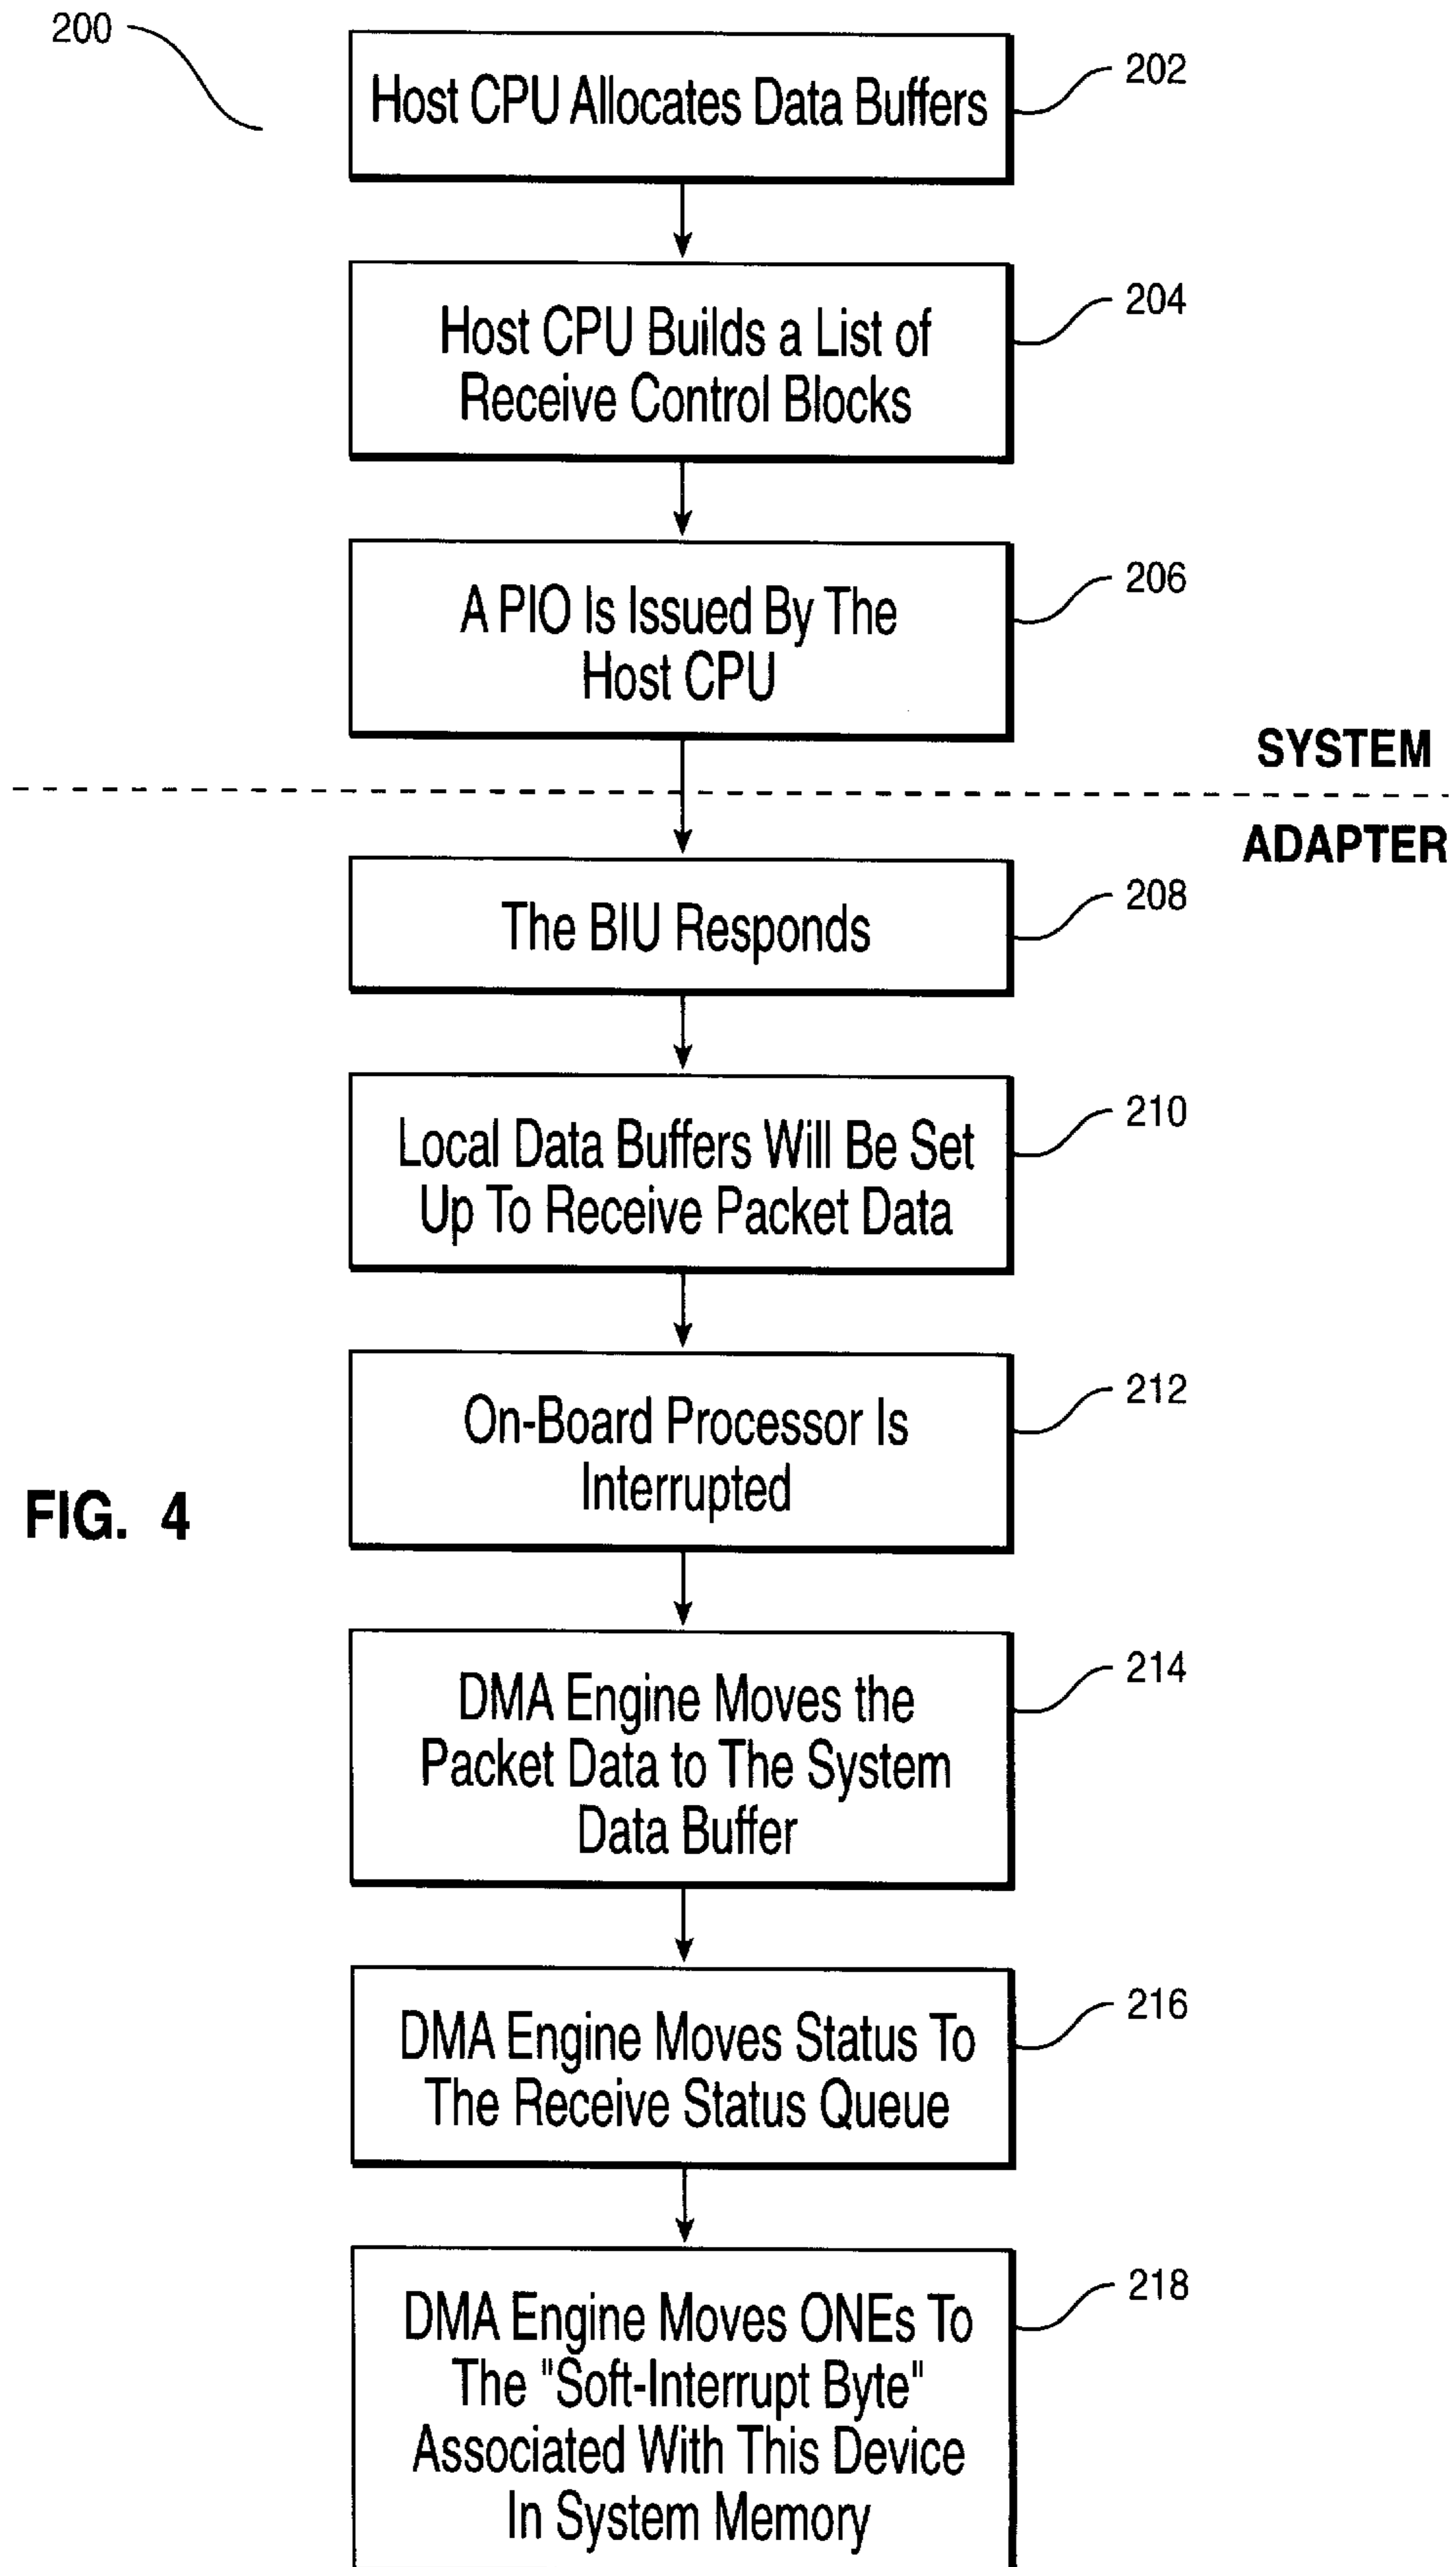 200
Host CPU Allocates Data Buffers
202
Host CPU Builds a List of
Receive Control Blocks
204
A PIO Is Issued By The
Host CPU
206
SYSTEM
ADAPTER
The BIU Responds
208
Local Data Buffers Will Be Set
Up To Receive Packet Data
210
On-Board Processor Is
Interrupted
212
FIG. 4
DMA Engine Moves the
Packet Data to The System
Data Buffer
214
DMA Engine Moves Status To
The Receive Status Queue
216
DMA Engine Moves ONEs To
The "Soft-Interrupt Byte"
Associated With This Device
In System Memory
218